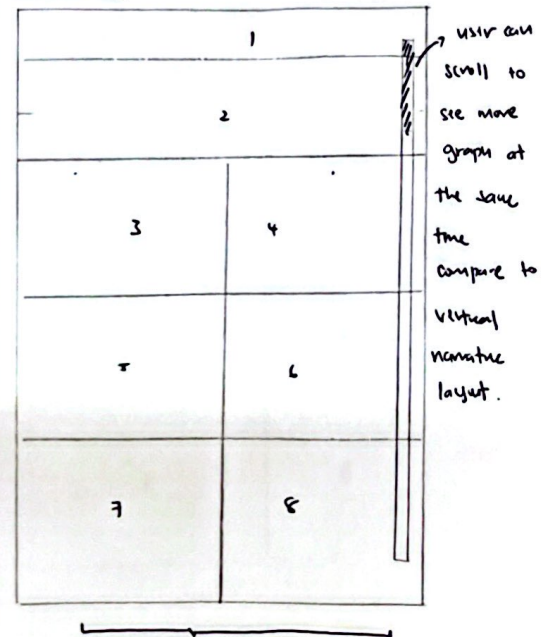 1
2
3 4
5 6
7 8
user can
scroll to
see more
graph at
the same
time
compare to
vertical
narrative
layout.